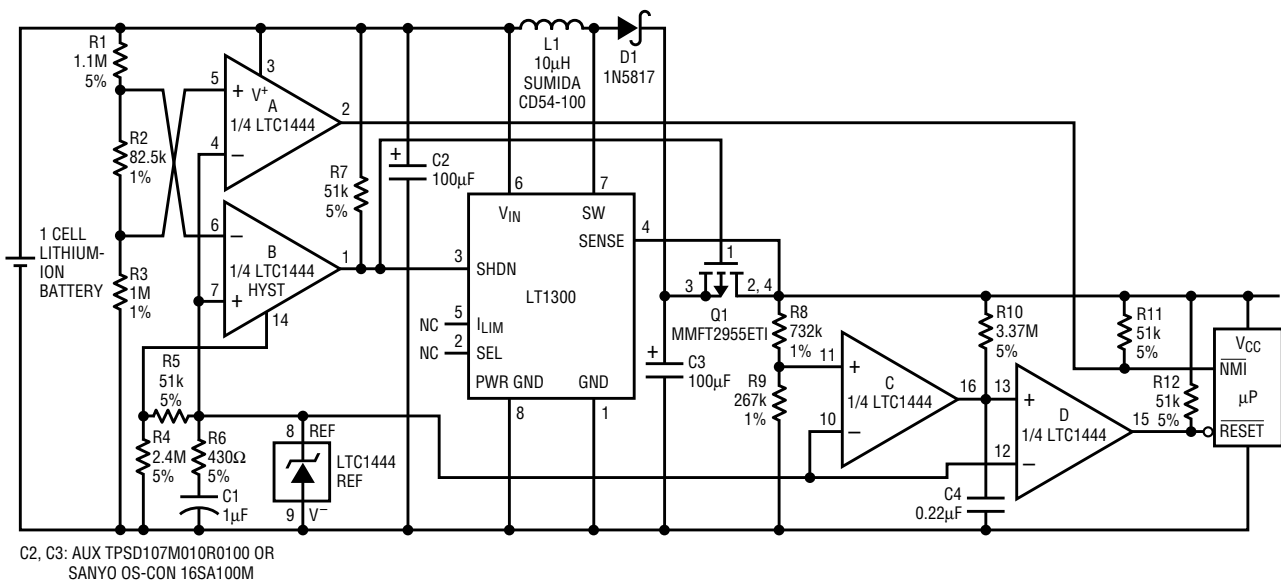 R1
1.1M
5%
R2
82.5k
1%
R3
1M
1%
1 CELL
LITHIUM-
ION
BATTERY
5
+
V+
3
A
1/4 LTC1444
4
–
2
6
–
B
1/4 LTC1444
HYST
7
+
14
1
R5
51k
5%
R4
2.4M
5%
R6
430Ω
5%
C1
1µF
8
REF
LTC1444
REF
9
V–
R7
51k
5%
+
C2
100µF
L1
10µH
SUMIDA
CD54-100
D1
1N5817
6
7
VIN
SW
SENSE
4
3
SHDN
LT1300
NC
5
ILIM
NC
2
SEL
PWR GND
GND
8
1
1
3
2, 4
Q1
MMFT2955ETI
+
C3
100µF
R8
732k
1%
R9
267k
1%
11
+
C
1/4 LTC1444
10
–
16
R10
3.37M
5%
13
+
D
1/4 LTC1444
12
–
15
C4
0.22µF
R11
51k
5%
R12
51k
5%
VCC
NMI
µP
RESET
C2, C3: AUX TPSD107M010R0100 OR
SANYO OS-CON 16SA100M